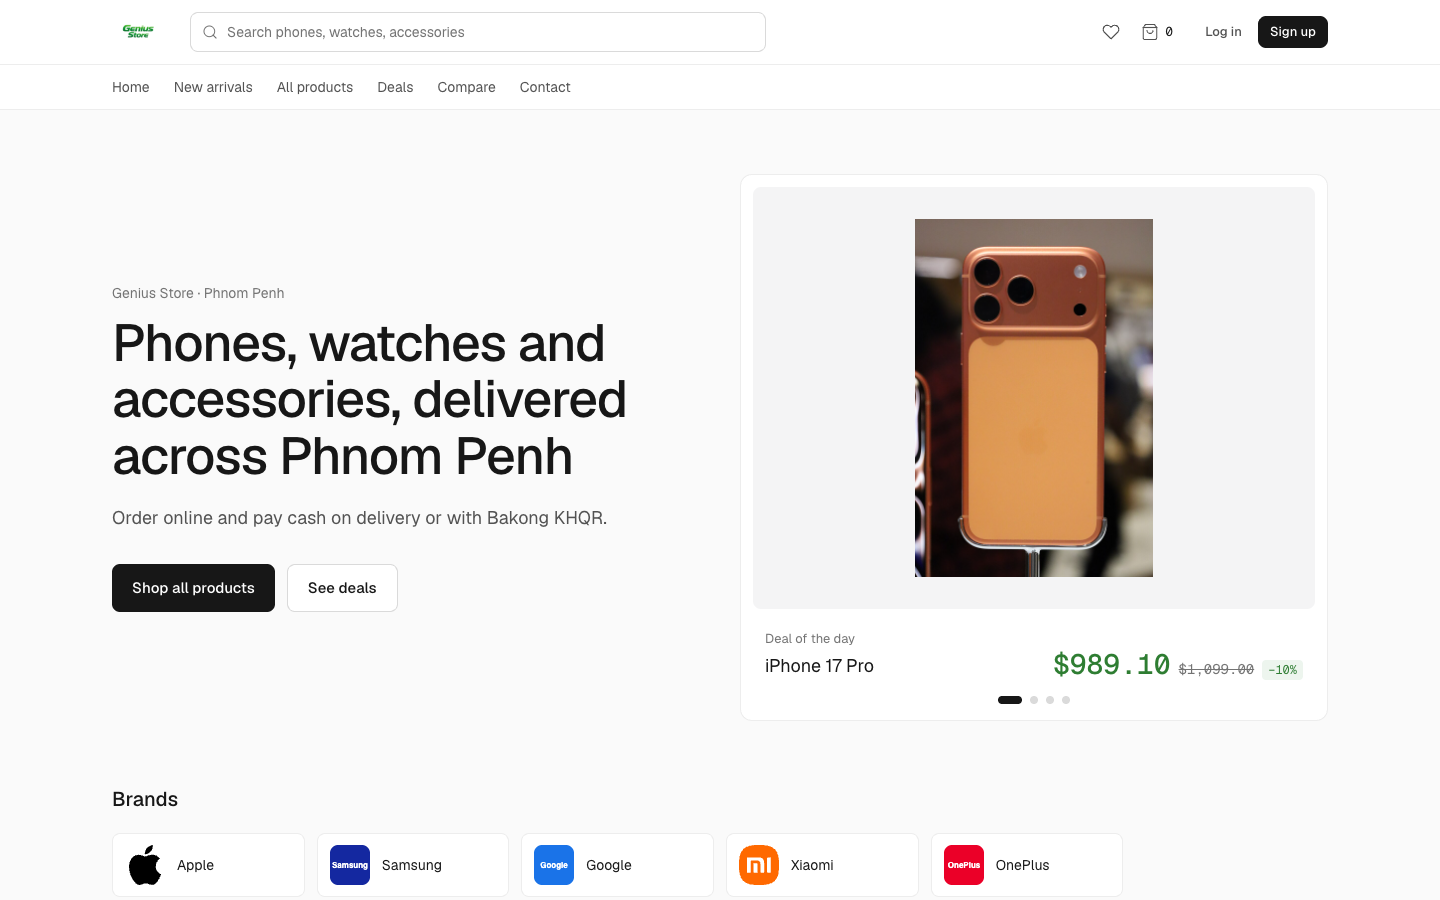 Genius
Store
Search phones, watches, accessories
0
Log in
Sign up
Home
New arrivals
All products
Deals
Compare
Contact
Genius Store · Phnom Penh
Phones, watches and
accessories, delivered
across Phnom Penh
Order online and pay cash on delivery or with Bakong KHQR.
Shop all products
See deals
Deal of the day
iPhone 17 Pro
$989.10 $1,099.00 −10%
Brands
Apple
Samsung
Samsung
Google
Google
Xiaomi
OnePlus
OnePlus